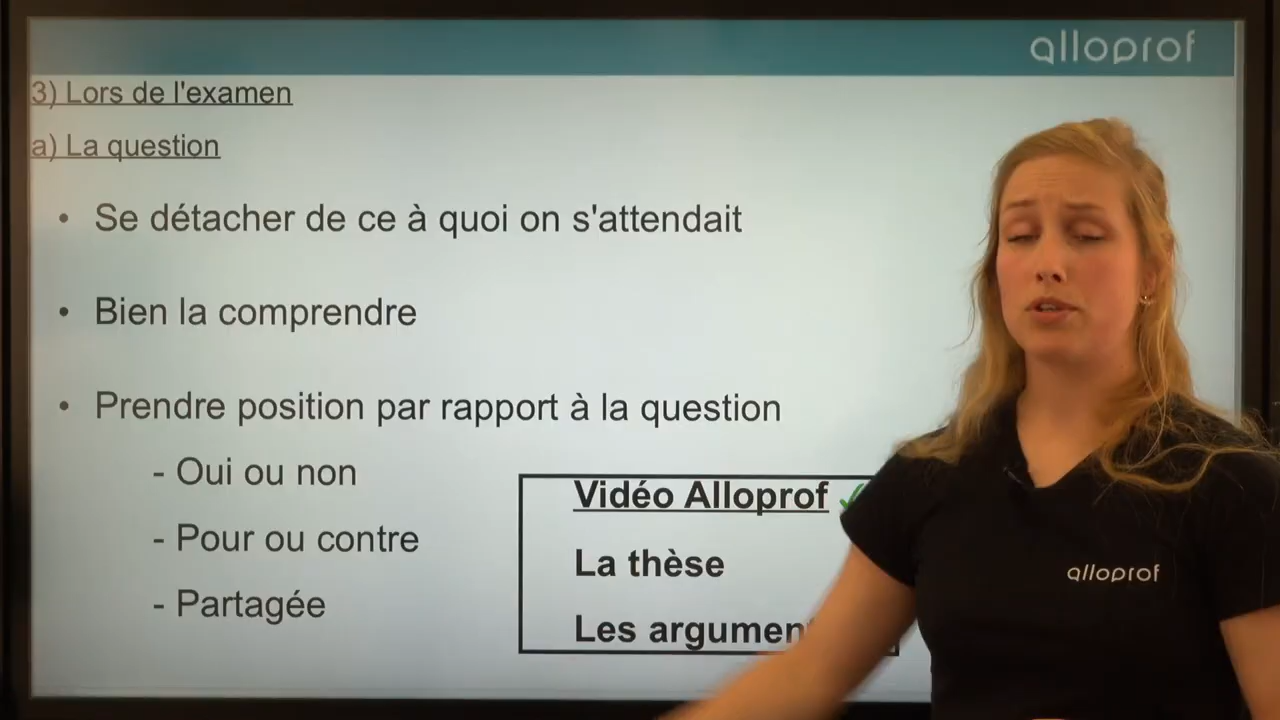 alloprof
3) Lors de l'examen
a) La question
• Se détacher de ce à quoi on s'attendait
• Bien la comprendre
• Prendre position par rapport à la question
- Oui ou non
- Pour ou contre
- Partagée
Vidéo Alloprof
La thèse
Les argumen
alloprof